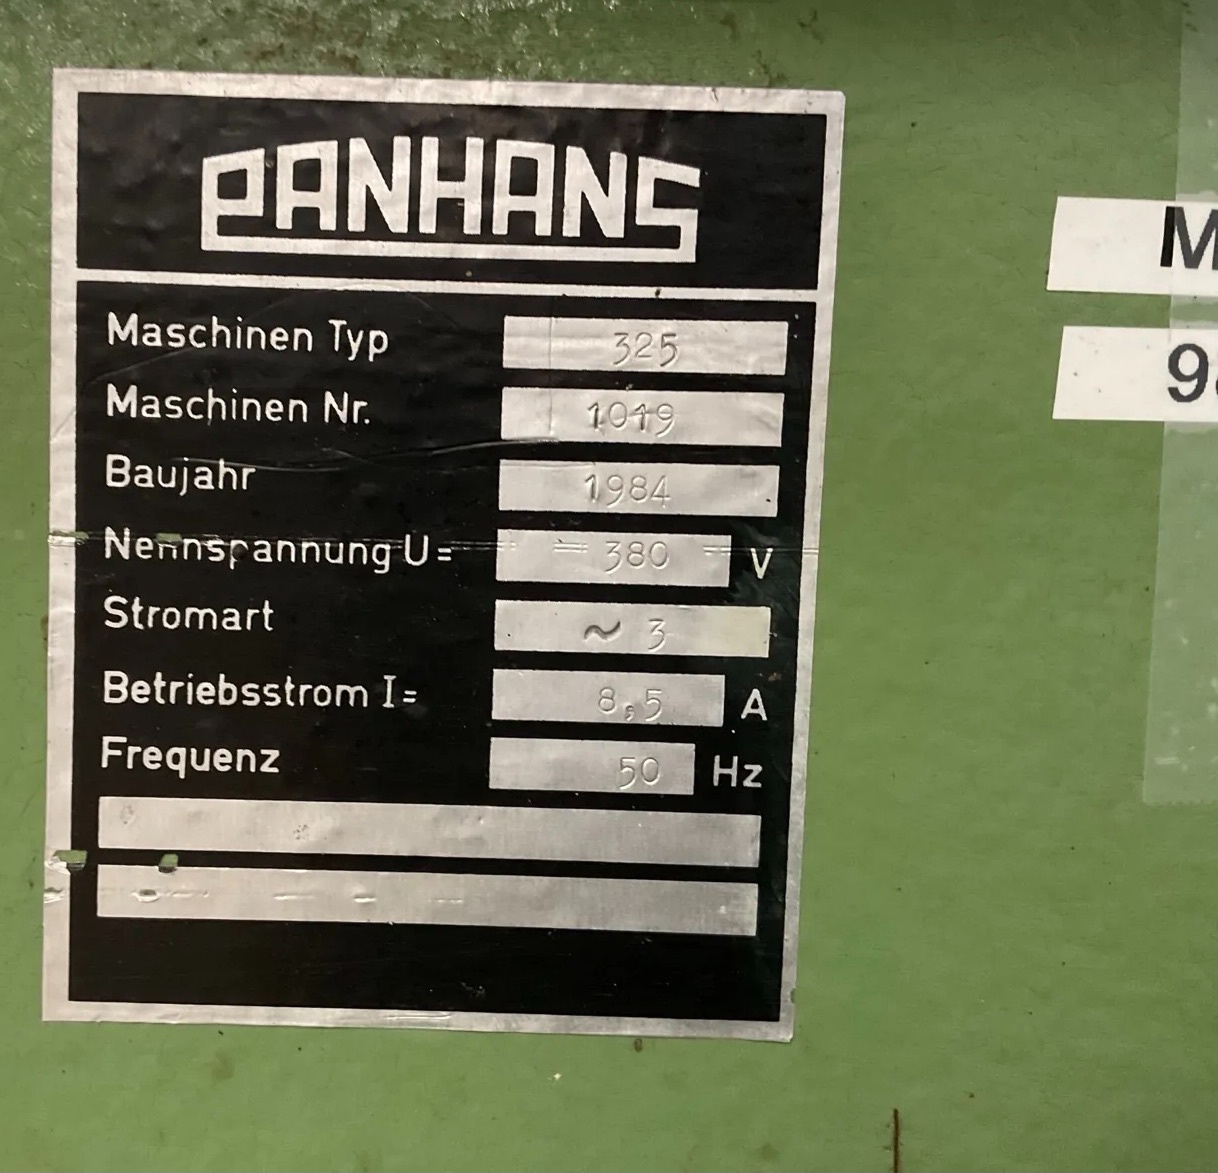 PANHANS
Maschinen Typ 325
Maschinen Nr. 1019
Baujahr 1984
Nennspannung U= 380 V
Stromart ~ 3
Betriebsstrom I= 8,5 A
Frequenz 50 Hz
M
9